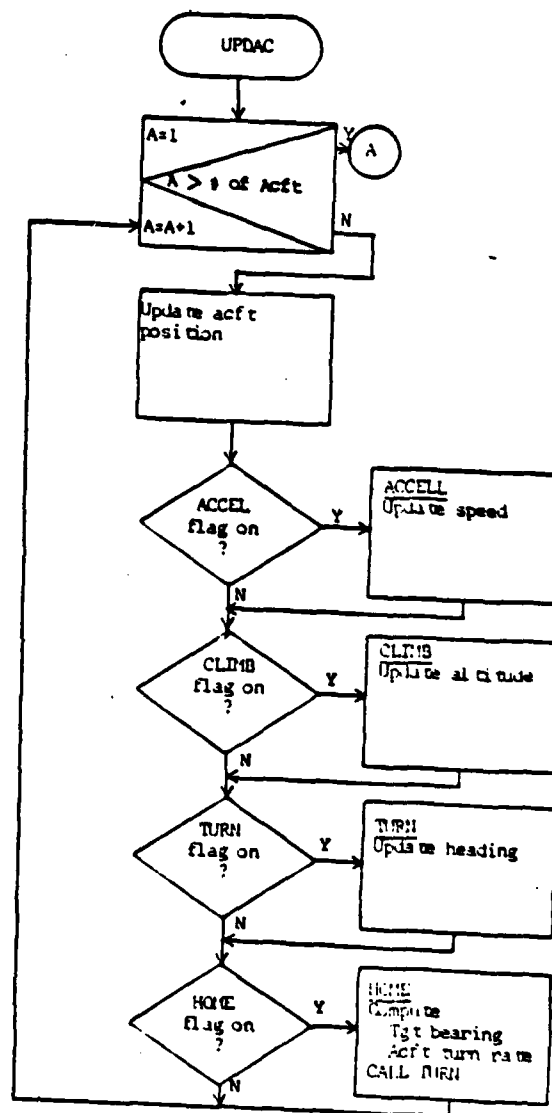 UPDAC
A=1
Y
A
A > # of Acft
A=A+1
N
Update acft
position
ACCEL
flag on
?
Y
ACCELL
Update speed
N
CLIMB
flag on
?
Y
CLIMB
Update altitude
N
TURN
flag on
?
Y
TURN
Update heading
N
HOME
flag on
?
Y
HOME
Compute
Tgt bearing
Acft turn rate
CALL TURN
N